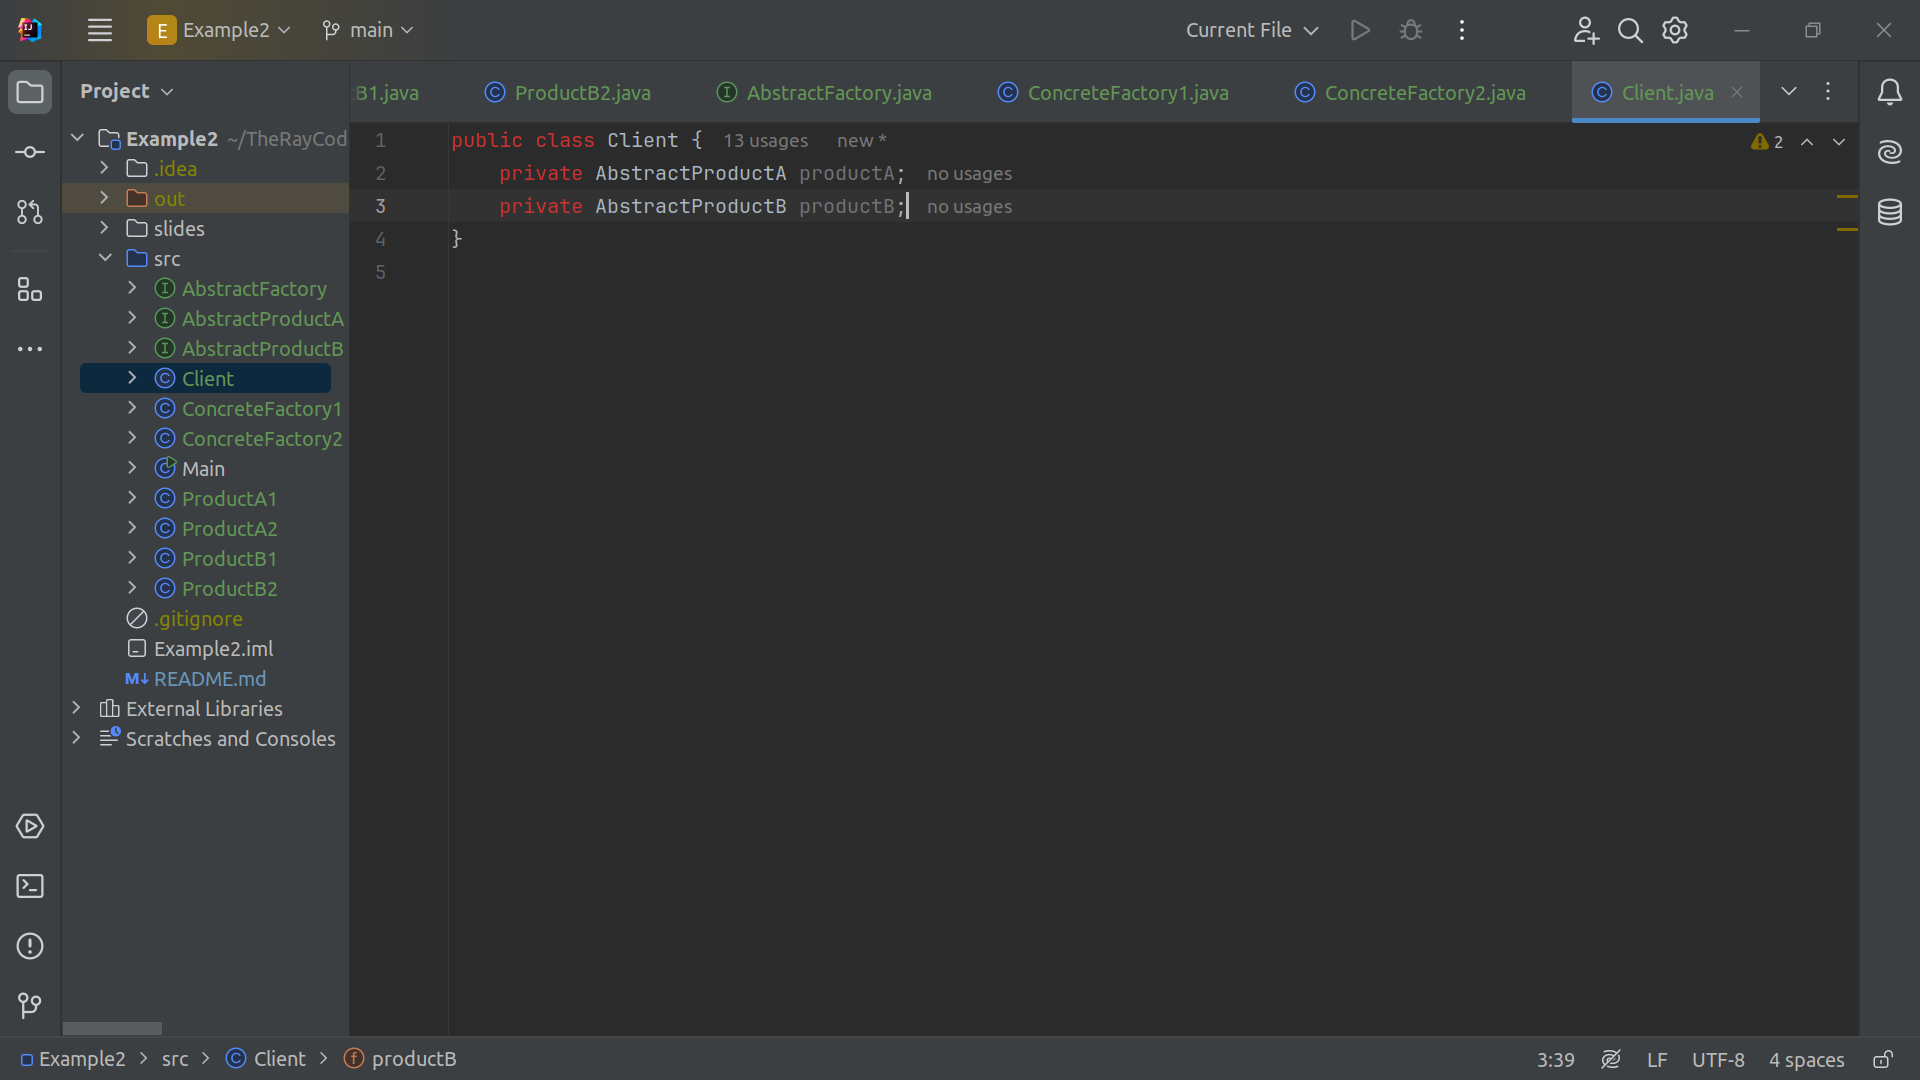 E Example2 main Current File
Project
B1.java ProductB2.java AbstractFactory.java ConcreteFactory1.java ConcreteFactory2.java Client.java
Example2 ~/TheRayCod
.idea
out
slides
src
AbstractFactory
AbstractProductA
AbstractProductB
Client
ConcreteFactory1
ConcreteFactory2
Main
ProductA1
ProductA2
ProductB1
ProductB2
.gitignore
Example2.iml
README.md
External Libraries
Scratches and Consoles
1 public class Client { 13 usages new *
2 private AbstractProductA productA; no usages
3 private AbstractProductB productB; no usages
4 }
5
2
Example2 > src > Client > productB
3:39 LF UTF-8 4 spaces